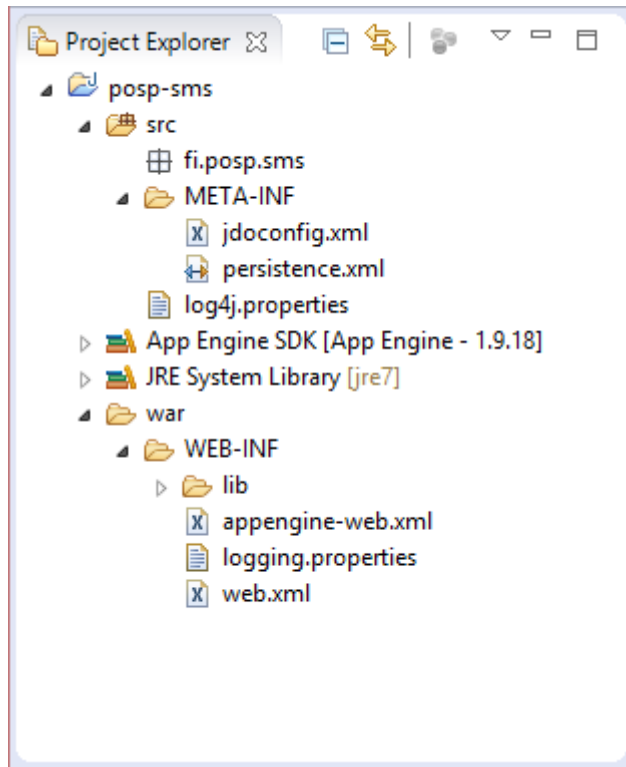 Project Explorer
posp-sms
src
fi.posp.sms
META-INF
jdoconfig.xml
persistence.xml
log4j.properties
App Engine SDK [App Engine - 1.9.18]
JRE System Library [jre7]
war
WEB-INF
lib
appengine-web.xml
logging.properties
web.xml